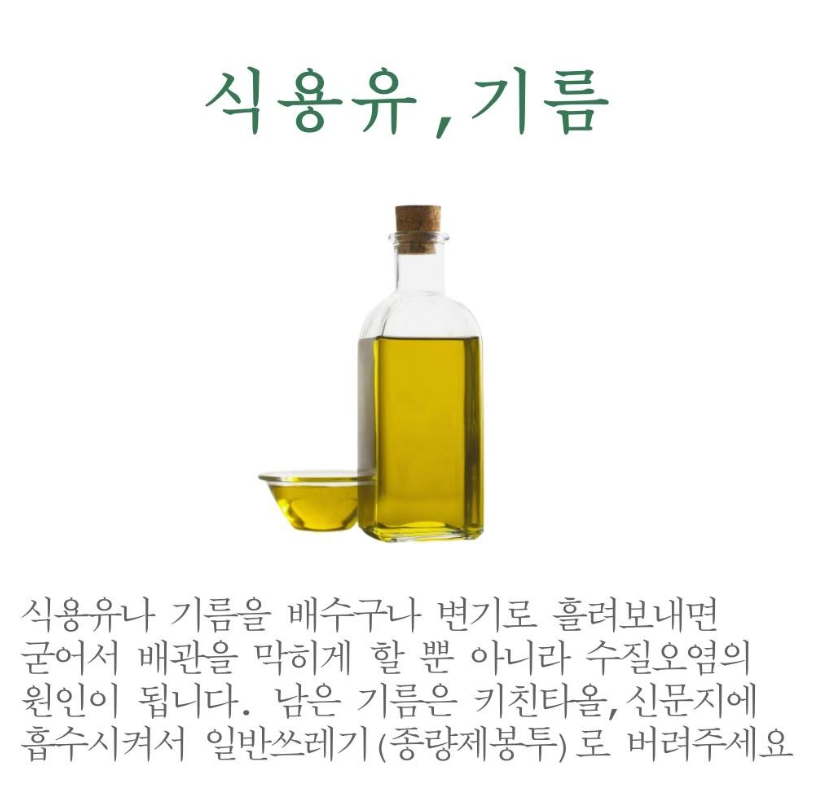 식용유,기름
식용유나 기름을 배수구나 변기로 흘려보내면
굳어서 배관을 막히게 할 뿐 아니라 수질오염의
원인이 됩니다. 남은 기름은 키친타올,신문지에
흡수시켜서 일반쓰레기(종량제봉투)로 버려주세요